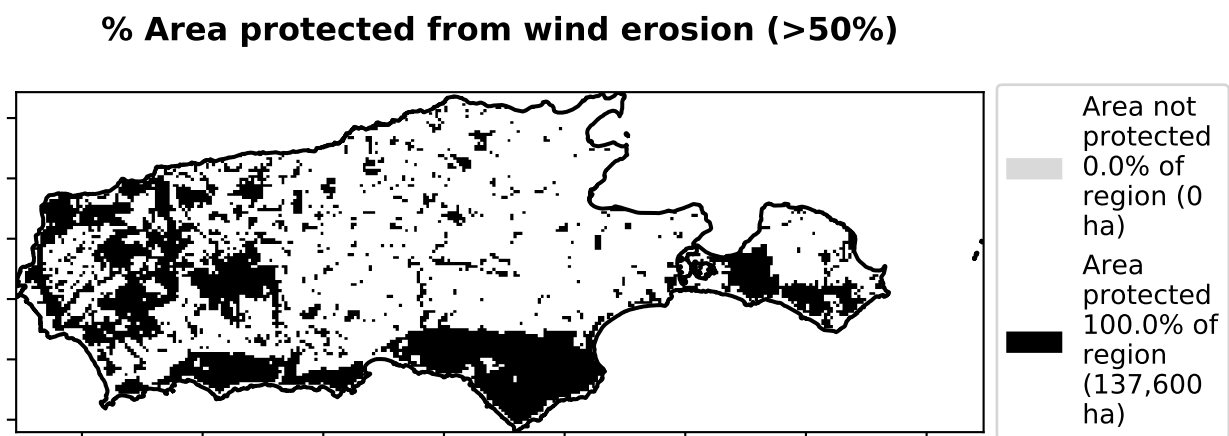 % Area protected from wind erosion (>50%)
Area not
protected
0.0% of
region (0
ha)
Area
protected
100.0% of
region
(137,600
ha)